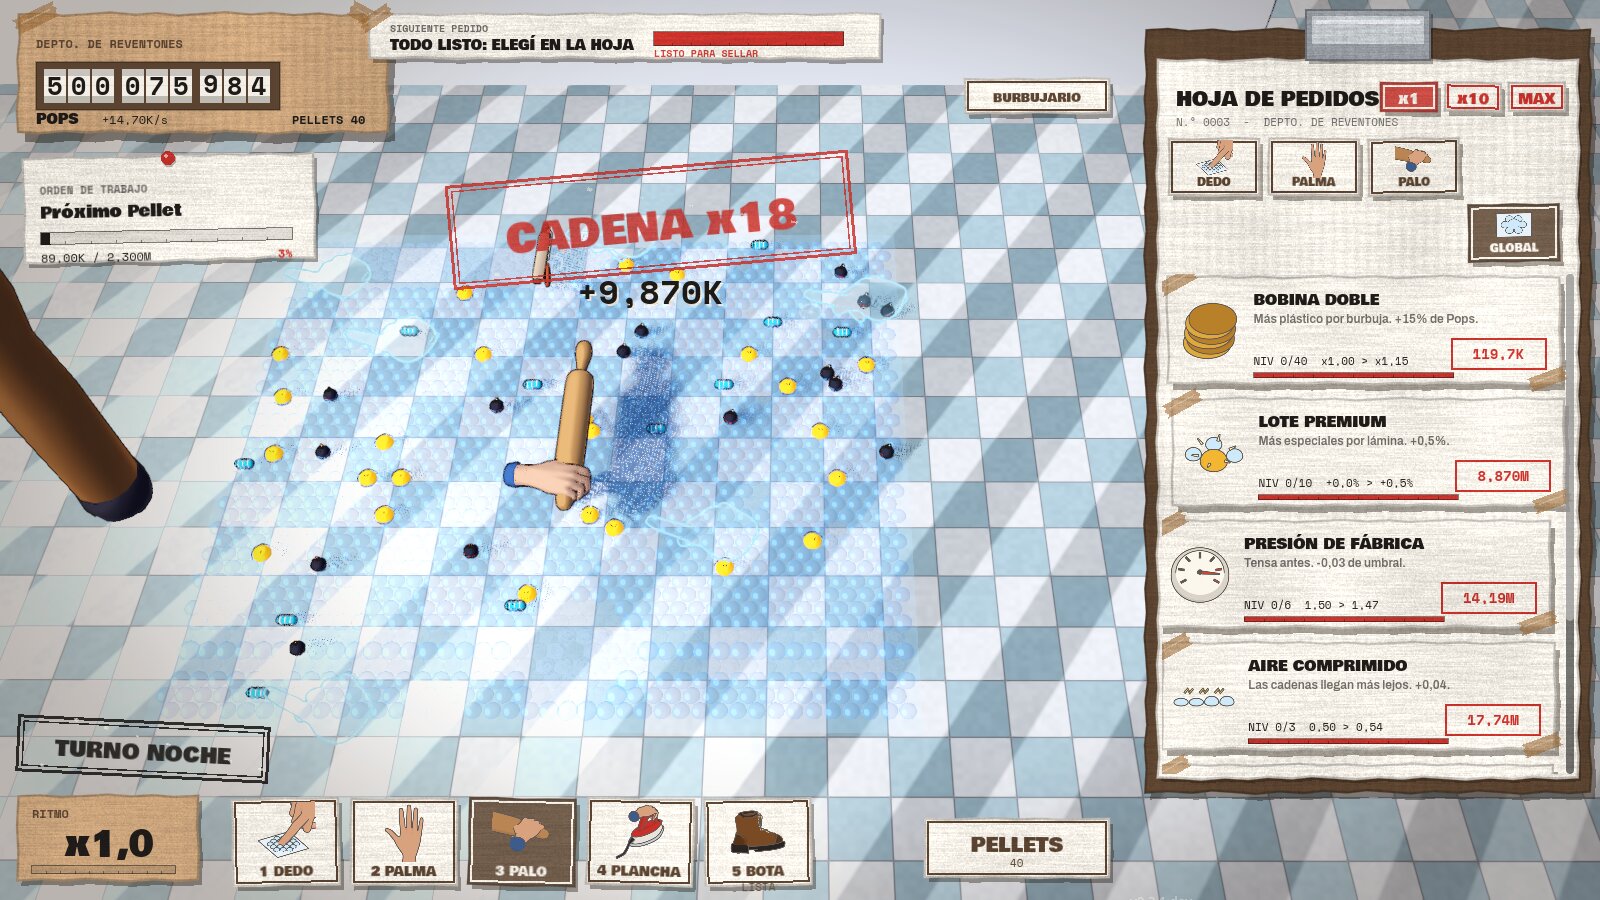 DEPTO. DE REVENTONES
500 075 984
POPS +14,70K/s PELLETS 40
SIGUIENTE PEDIDO
TODO LISTO: ELEGÍ EN LA HOJA
LISTO PARA SELLAR
BURBUJARIO
ORDEN DE TRABAJO
Próximo Pellet
89,00K / 2,300M 3%
CADENA x18
+9,870K
TURNO NOCHE
RITMO
x1,0
1 DEDO
2 PALMA
3 PALO
4 PLANCHA
5 BOTA
LISTA
PELLETS
40
HOJA DE PEDIDOS x1 x10 MAX
N.° 0003 - DEPTO. DE REVENTONES
DEDO PALMA PALO
GLOBAL
BOBINA DOBLE
Más plástico por burbuja. +15% de Pops.
NIV 0/40 x1,00 > x1,15 119,7K
LOTE PREMIUM
Más especiales por lámina. +0,5%.
NIV 0/10 +0,0% > +0,5% 8,870M
PRESIÓN DE FÁBRICA
Tensa antes. -0,03 de umbral.
NIV 0/6 1,50 > 1,47 14,19M
AIRE COMPRIMIDO
Las cadenas llegan más lejos. +0,04.
NIV 0/3 0,50 > 0,54 17,74M